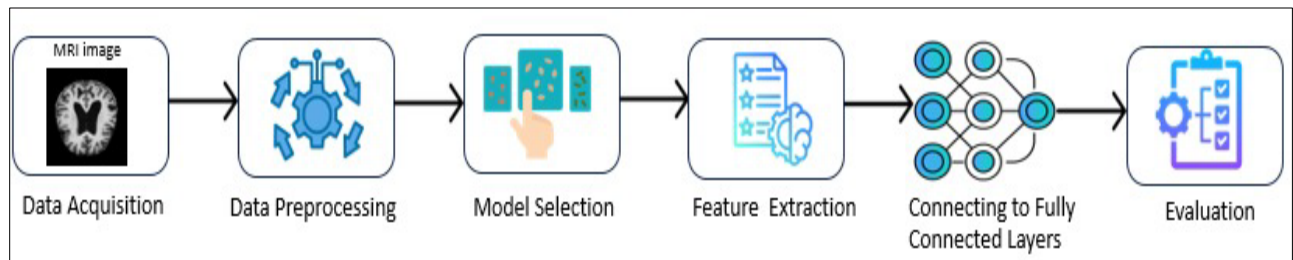 MRI image
Data Acquisition
Data Preprocessing
Model Selection
Feature Extraction
Connecting to Fully
Connected Layers
Evaluation